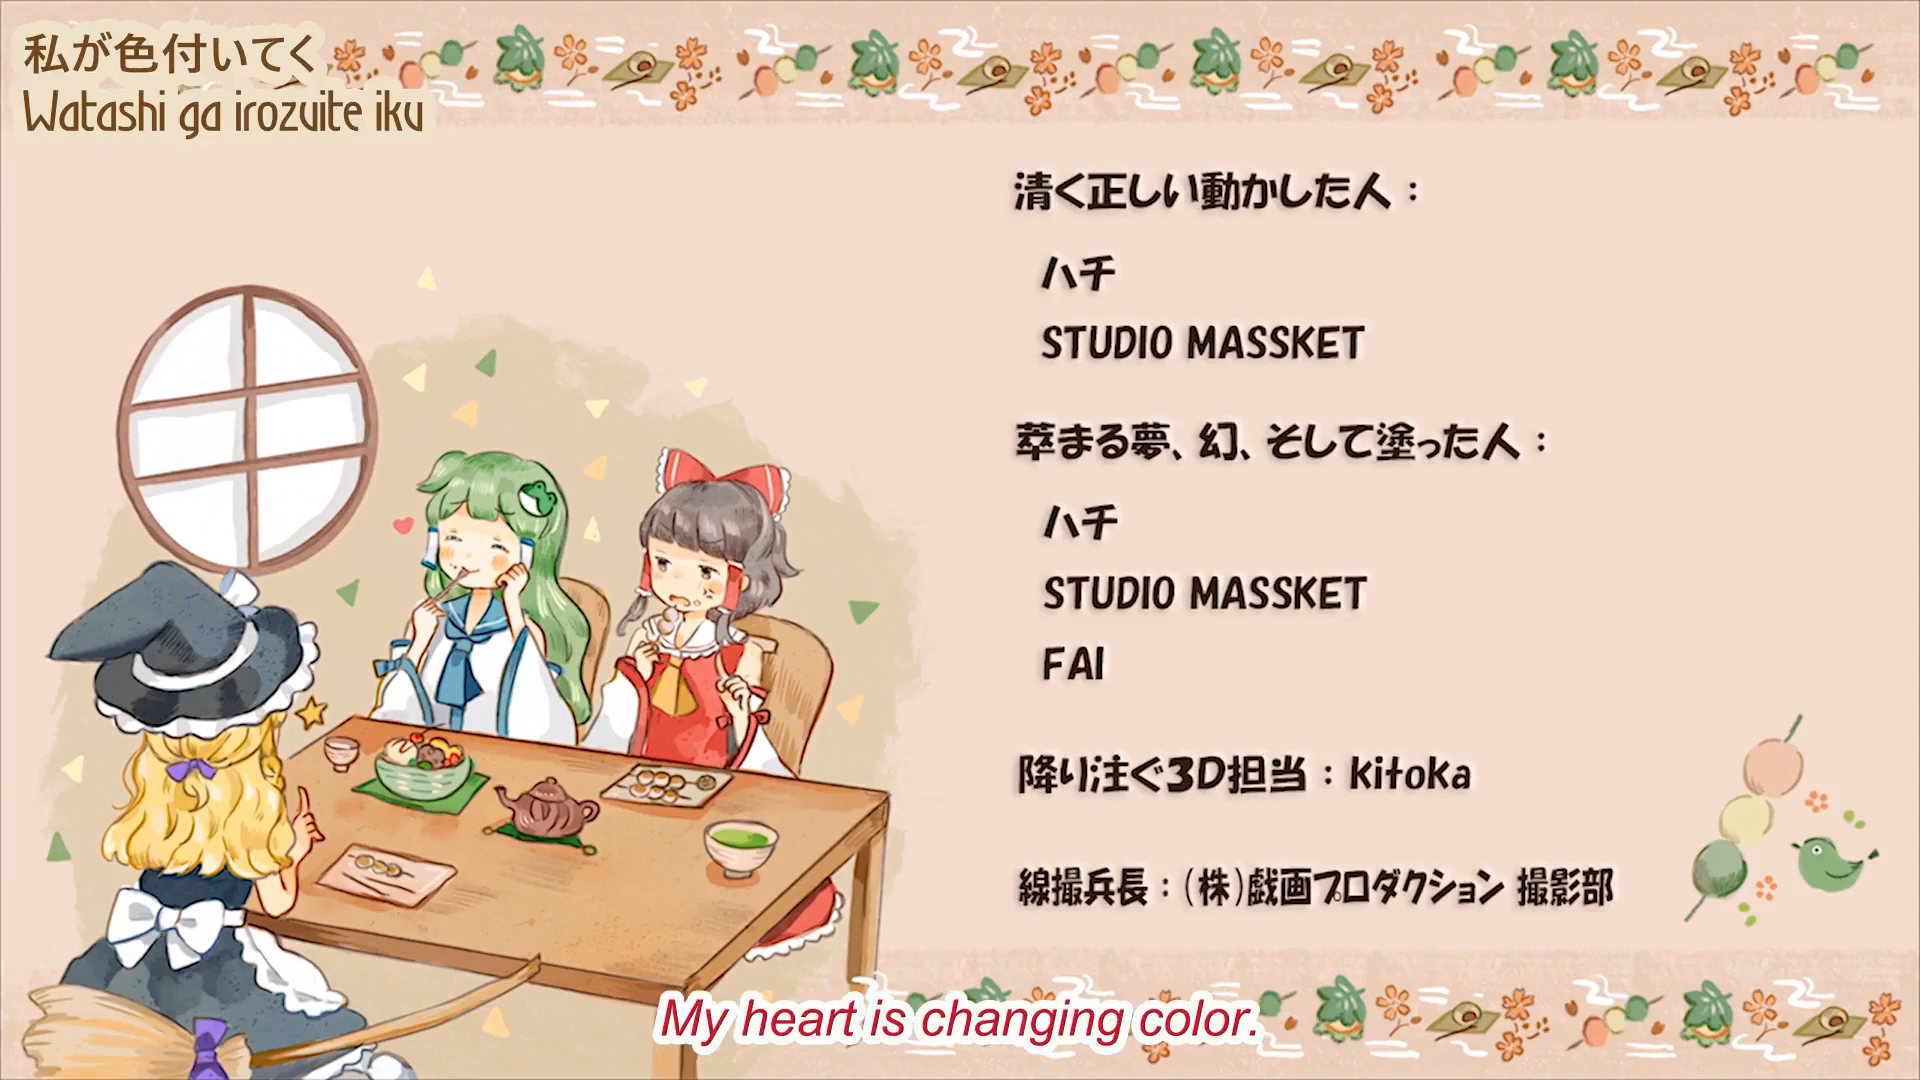 私が色付いてく
Watashi ga irozuite iku
清く正しい動かした人：
ハチ
STUDIO MASSKET
萃まる夢、幻、そして塗った人：
ハチ
STUDIO MASSKET
FAI
降り注ぐ3D担当：kitoka
線撮兵長：(株)戯画プロダクション 撮影部
My heart is changing color.